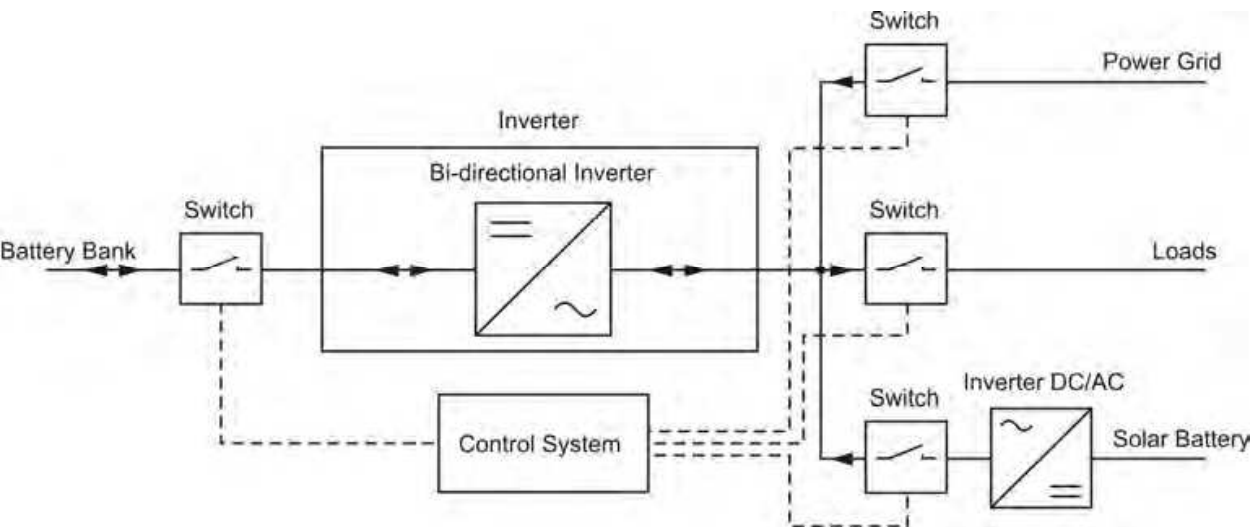 Switch
Power Grid
Inverter
Bi-directional Inverter
Switch
Switch
Battery Bank
Loads
Inverter DC/AC
Switch
Control System
Solar Battery